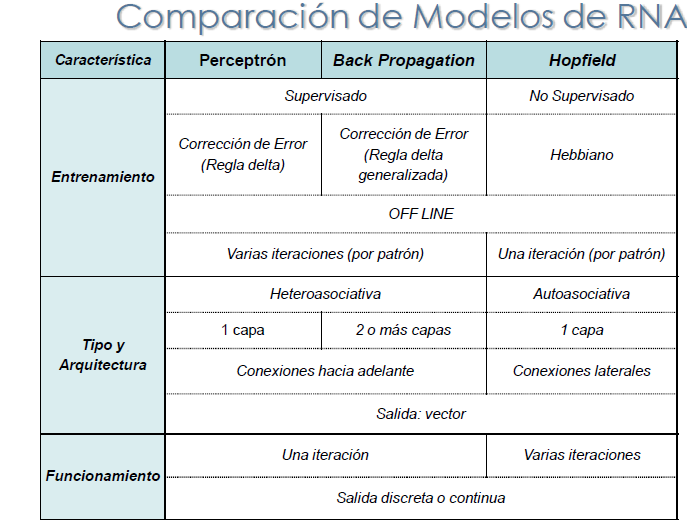 Comparación de Modelos de RNA
Característica Perceptrón Back Propagation Hopfield
Entrenamiento
Supervisado No Supervisado
Corrección de Error
(Regla delta)
Corrección de Error
(Regla delta
generalizada)
Hebbiano
OFF LINE
Varias iteraciones (por patrón) Una iteración (por patrón)
Tipo y
Arquitectura
Heteroasociativa Autoasociativa
1 capa 2 o más capas 1 capa
Conexiones hacia adelante Conexiones laterales
Salida: vector
Funcionamiento
Una iteración Varias iteraciones
Salida discreta o continua